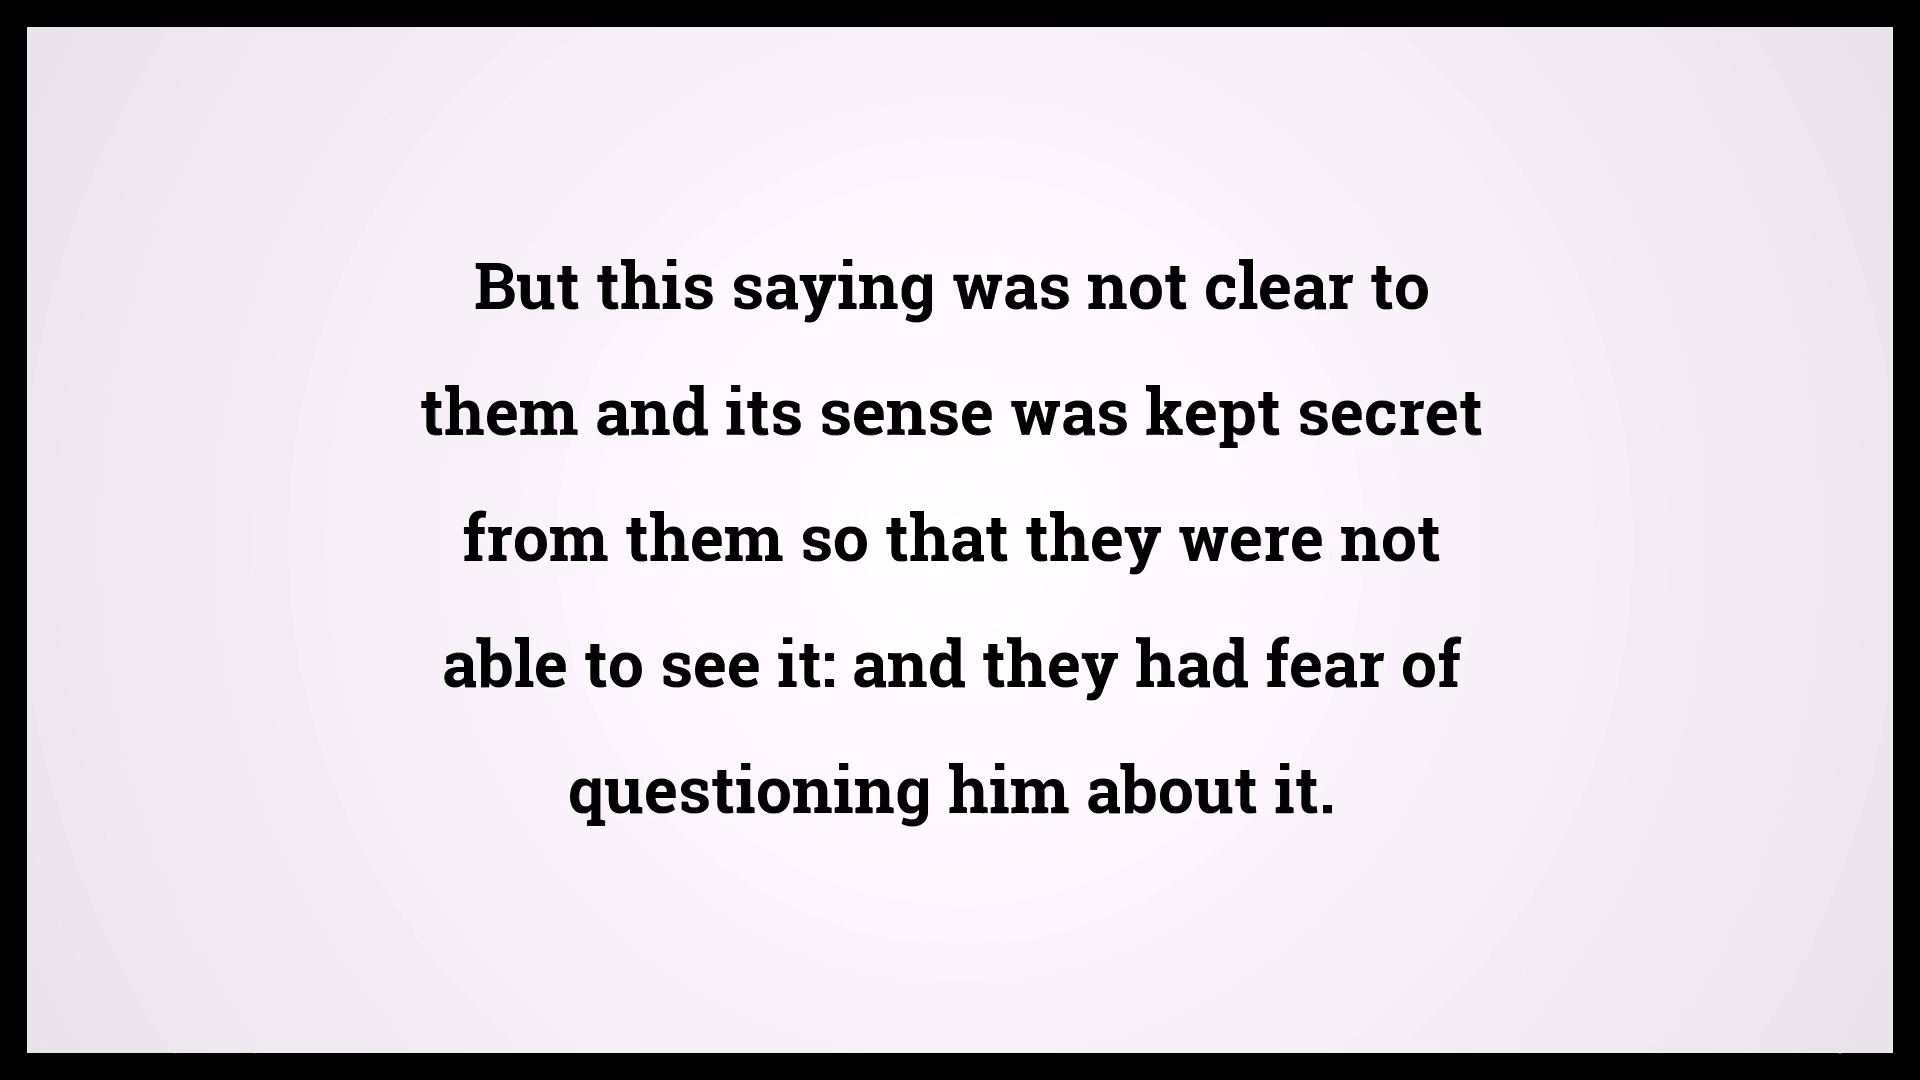 But this saying was not clear to
them and its sense was kept secret
from them so that they were not
able to see it: and they had fear of
questioning him about it.